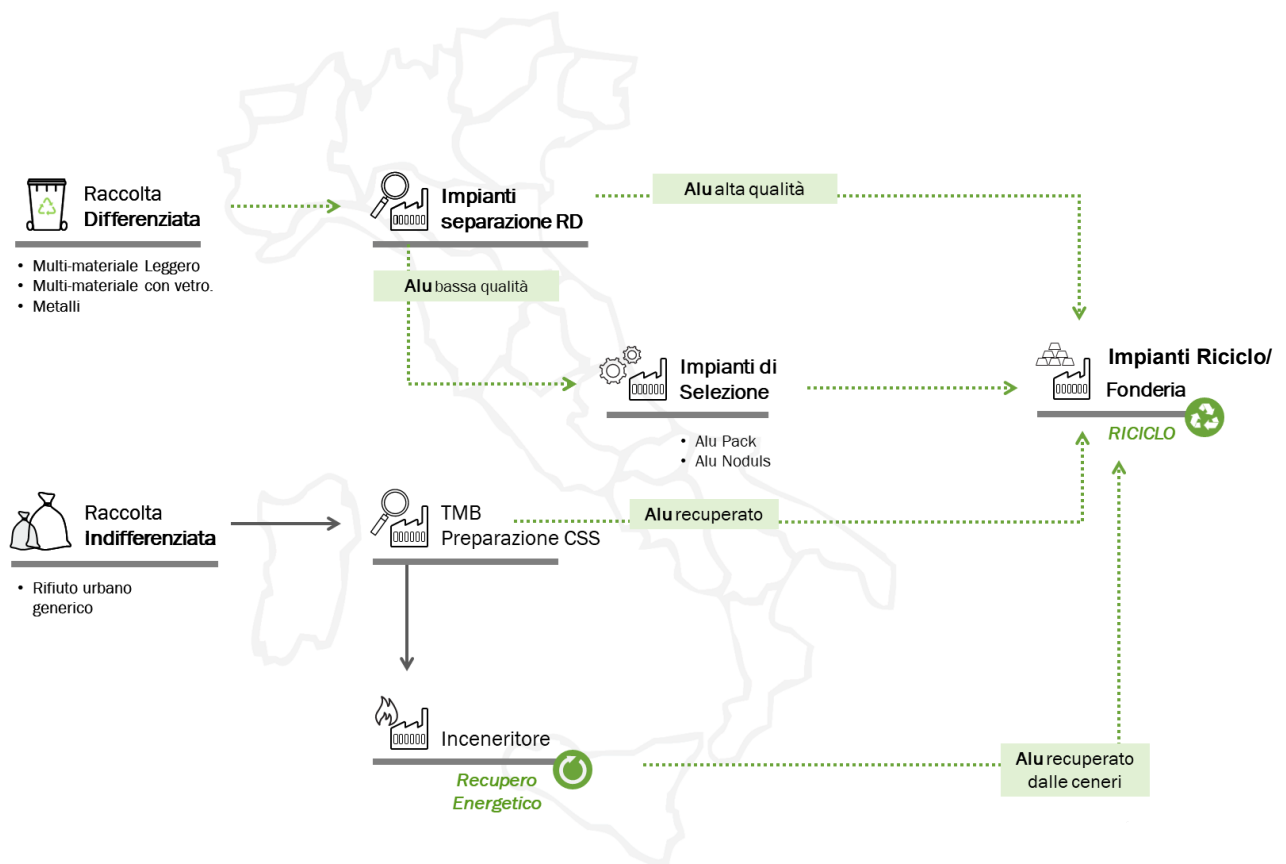 Raccolta
Differenziata
• Multi-materiale Leggero
• Multi-materiale con vetro.
• Metalli
Impianti
separazione RD
Alu alta qualità
Alu bassa qualità
Impianti di
Selezione
• Alu Pack
• Alu Noduls
Impianti Riciclo/
Fonderia
RICICLO
Raccolta
Indifferenziata
• Rifiuto urbano
generico
TMB
Preparazione CSS
Alu recuperato
Inceneritore
Recupero
Energetico
Alu recuperato
dalle ceneri